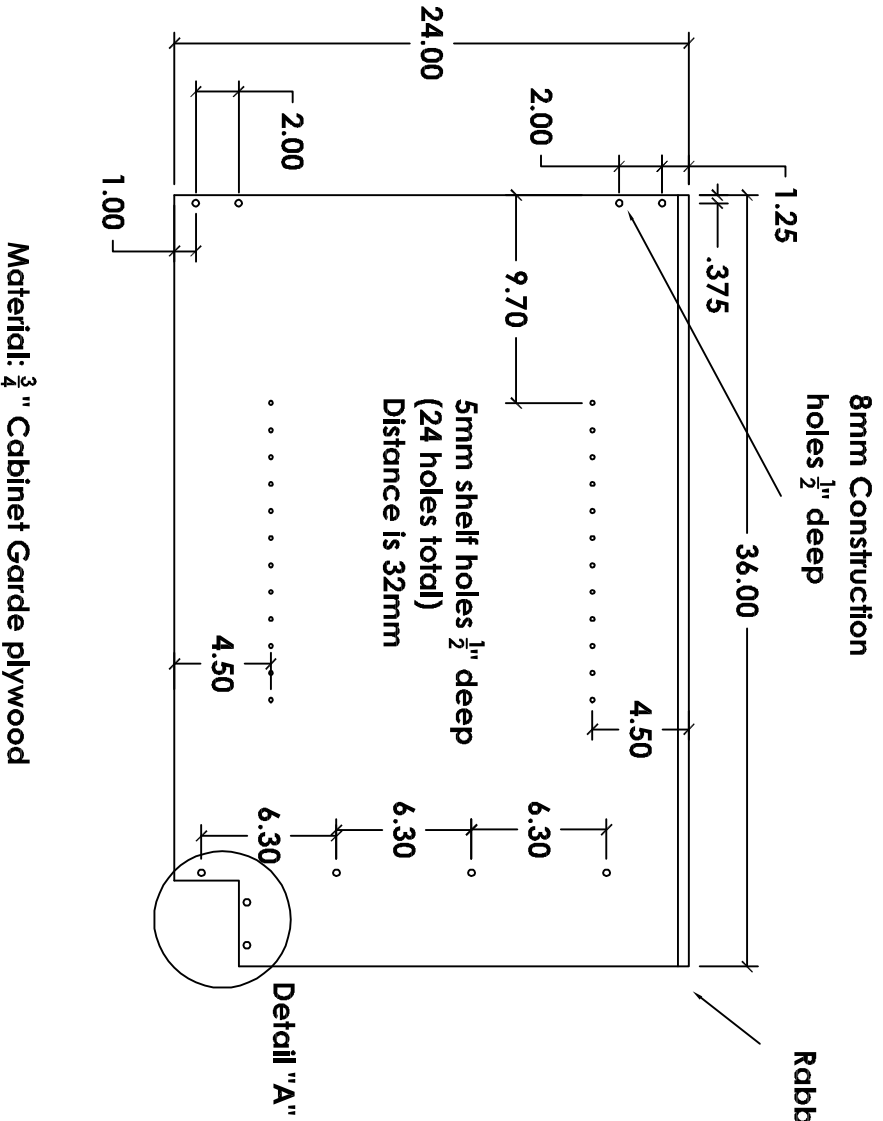 8mm Construction
holes ½" deep
Rabb
1.25
36.00
.375
4.50
2.00
6.30
9.70
5mm shelf holes ½" deep
(24 holes total)
Distance is 32mm
24.00
6.30
2.00
6.30
Detail "A"
4.50
1.00
Material: ¾" Cabinet Garde plywood